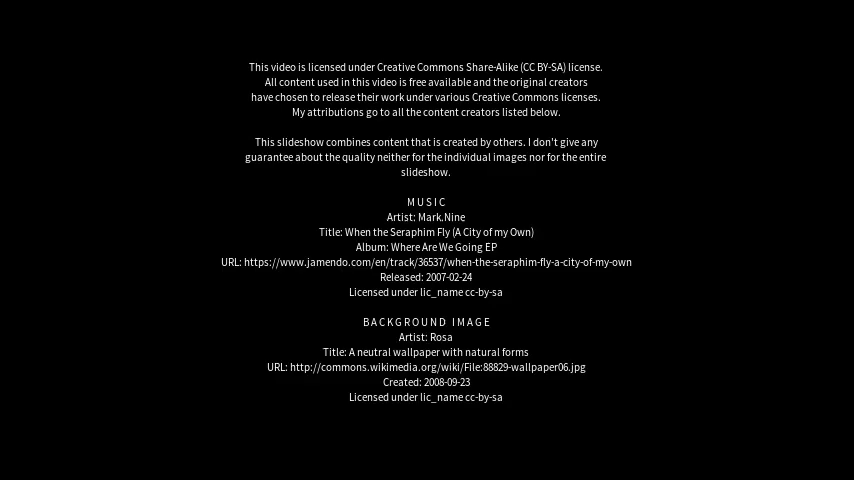 This video is licensed under Creative Commons Share-Alike (CC BY-SA) license.
All content used in this video is free available and the original creators
have chosen to release their work under various Creative Commons licenses.
My attributions go to all the content creators listed below.
This slideshow combines content that is created by others. I don't give any
guarantee about the quality neither for the individual images nor for the entire
slideshow.
MUSIC
Artist: Mark.Nine
Title: When the Seraphim Fly (A City of my Own)
Album: Where Are We Going EP
URL: https://www.jamendo.com/en/track/36537/when-the-seraphim-fly-a-city-of-my-own
Released: 2007-02-24
Licensed under lic_name cc-by-sa
BACKGROUND IMAGE
Artist: Rosa
Title: A neutral wallpaper with natural forms
URL: http://commons.wikimedia.org/wiki/File:88829-wallpaper06.jpg
Created: 2008-09-23
Licensed under lic_name cc-by-sa